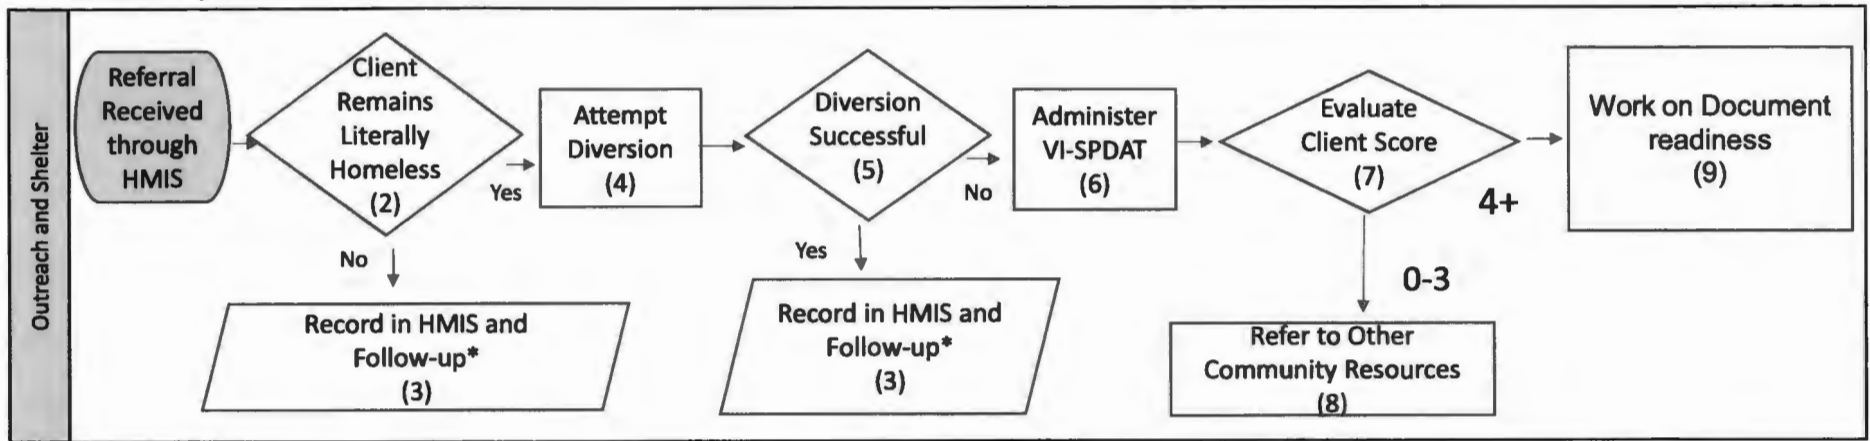 Outreach and Shelter
Referral
Received
through
HMIS
Client
Remains
Literally
Homeless
(2)
Yes
No
Record in HMIS and
Follow-up*
(3)
Attempt
Diversion
(4)
Diversion
Successful
(5)
No
Yes
Record in HMIS and
Follow-up*
(3)
Administer
VI-SPDAT
(6)
Evaluate
Client Score
(7)
4+
0-3
Refer to Other
Community Resources
(8)
Work on Document
readiness
(9)